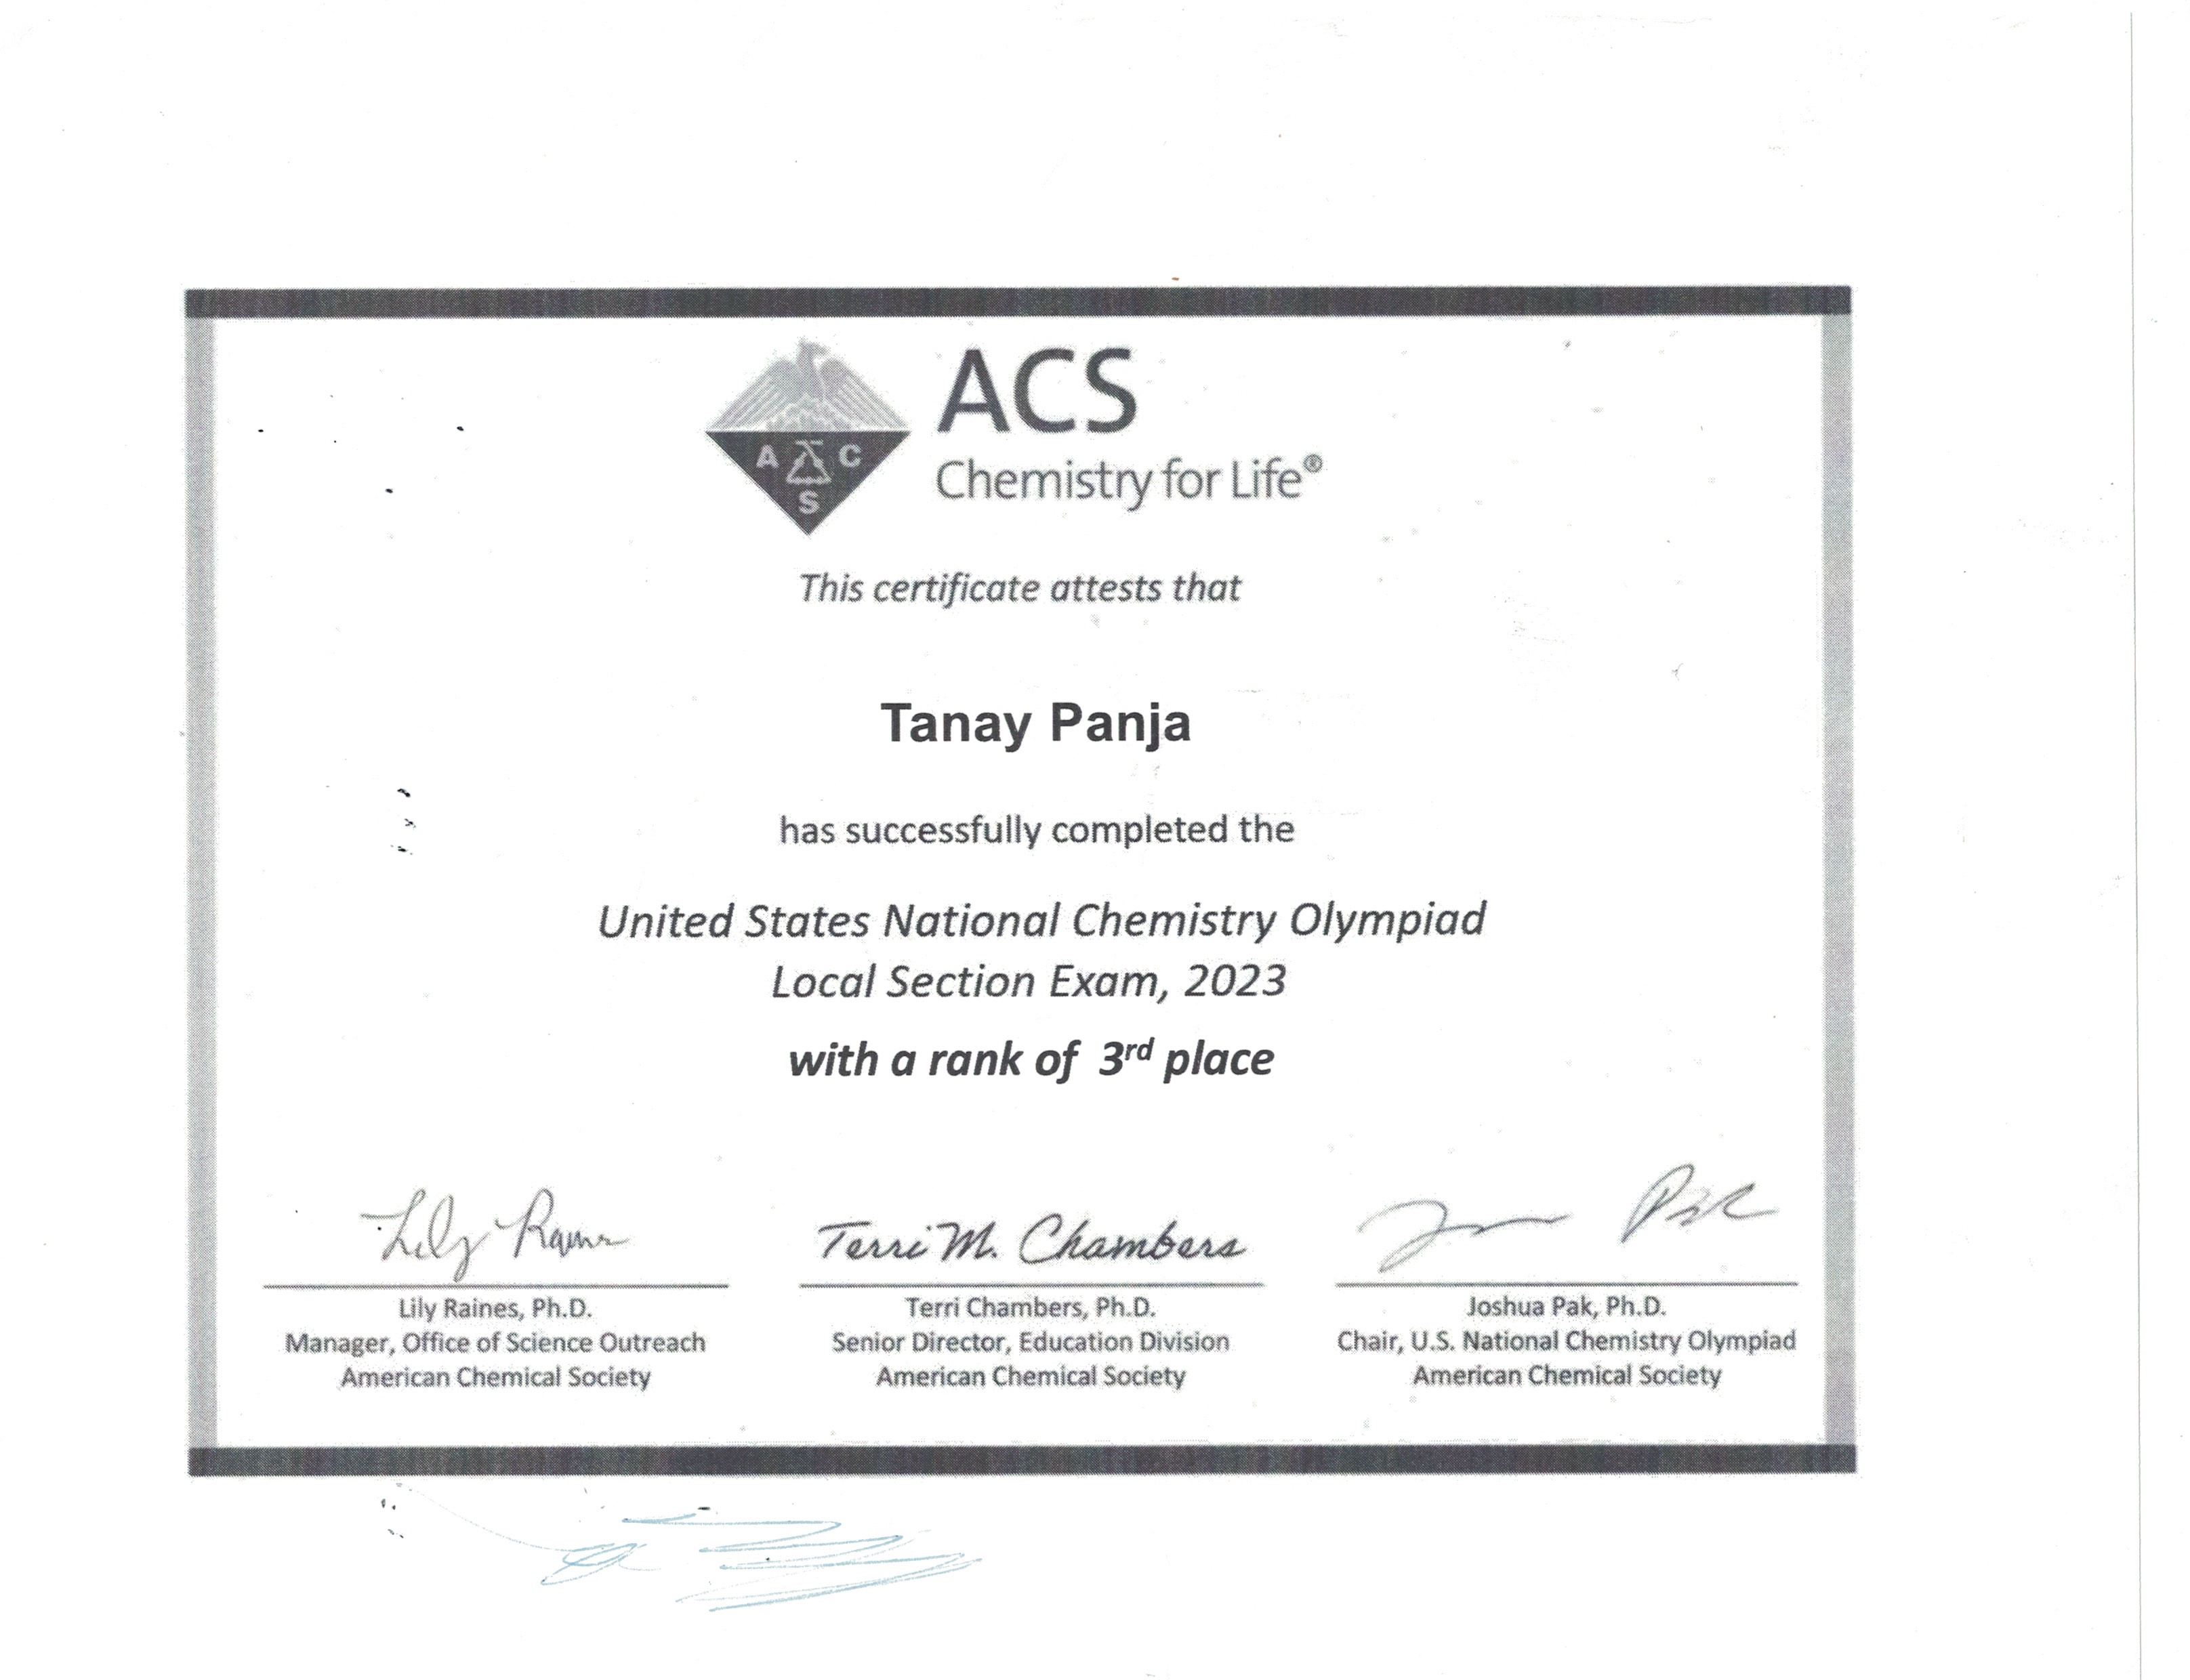 ACS
Chemistry for Life®
A C
S
This certificate attests that
Tanay Panja
has successfully completed the
United States National Chemistry Olympiad
Local Section Exam, 2023
with a rank of 3rd place
Lily Raines
Terri M. Chambers
Lily Raines, Ph.D.
Manager, Office of Science Outreach
American Chemical Society
Terri Chambers, Ph.D.
Senior Director, Education Division
American Chemical Society
Joshua Pak, Ph.D.
Chair, U.S. National Chemistry Olympiad
American Chemical Society